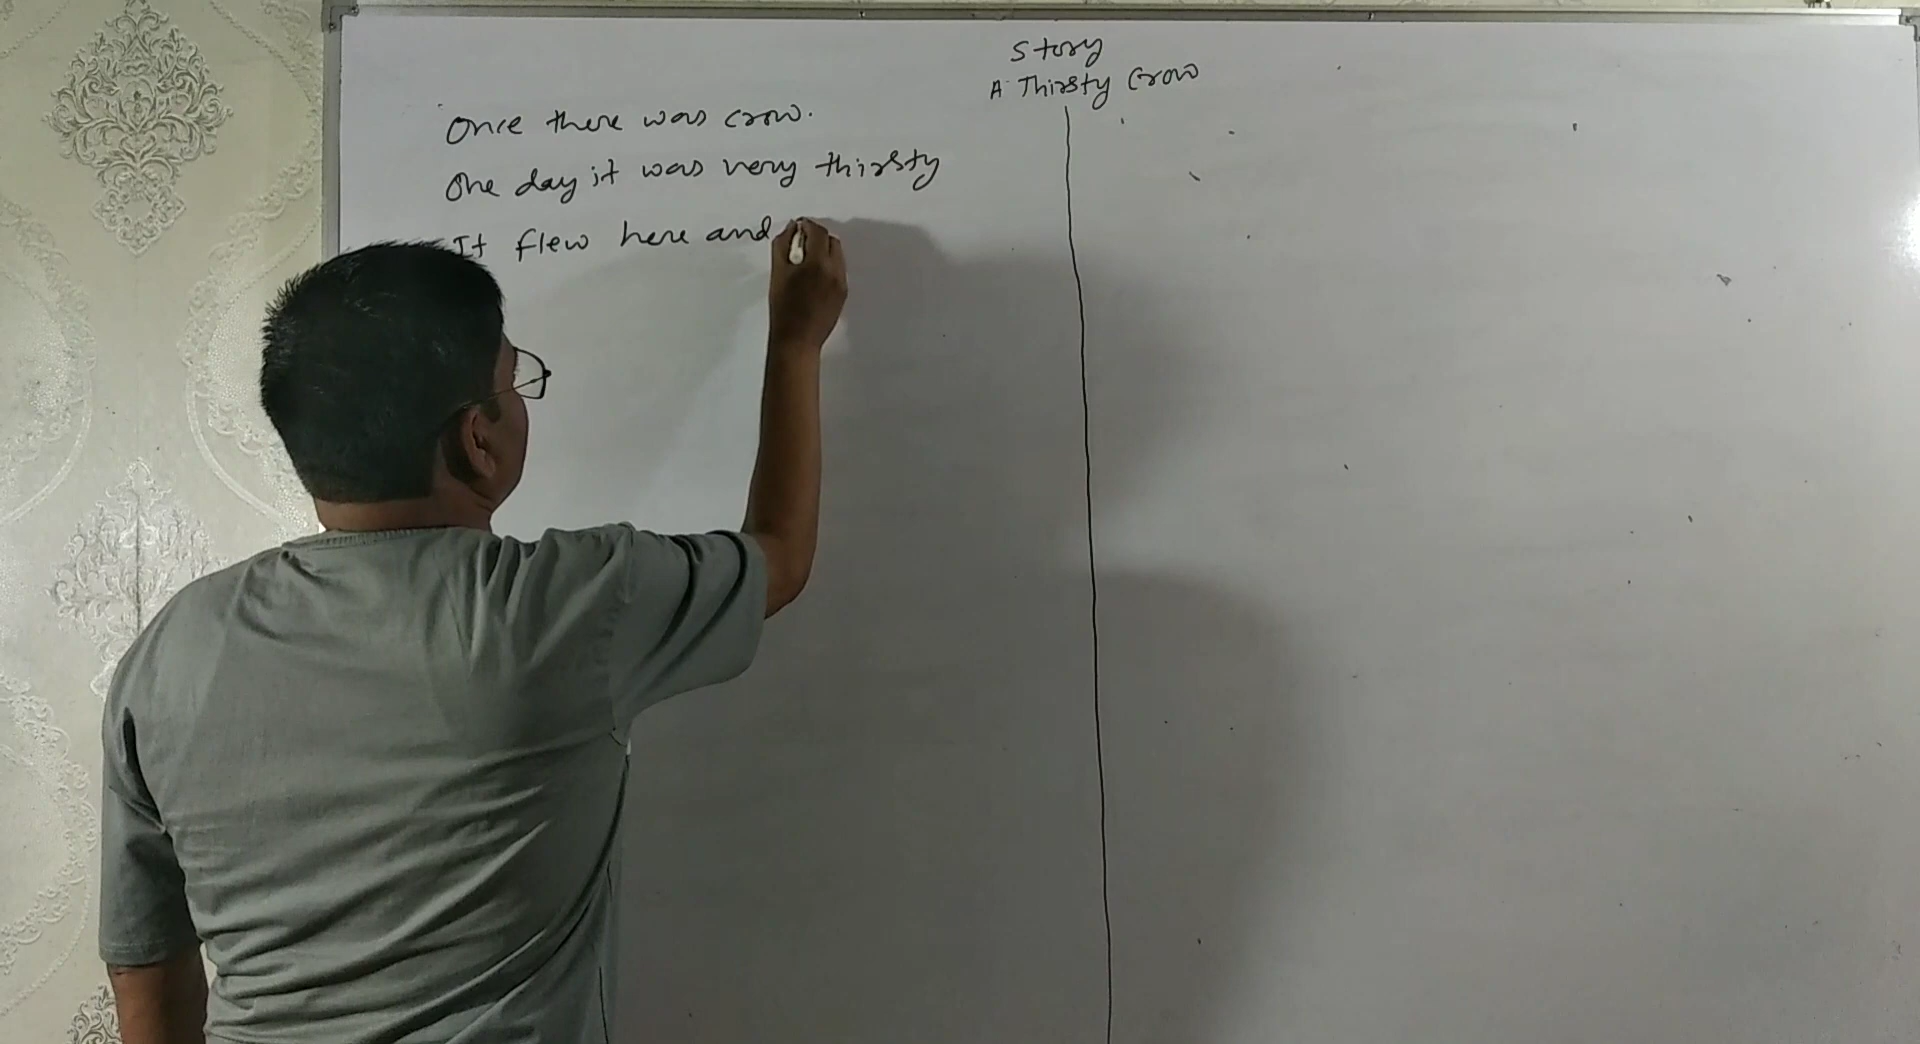 Story
A Thirsty Crow
Once there was crow.
One day it was very thirsty
It flew here and